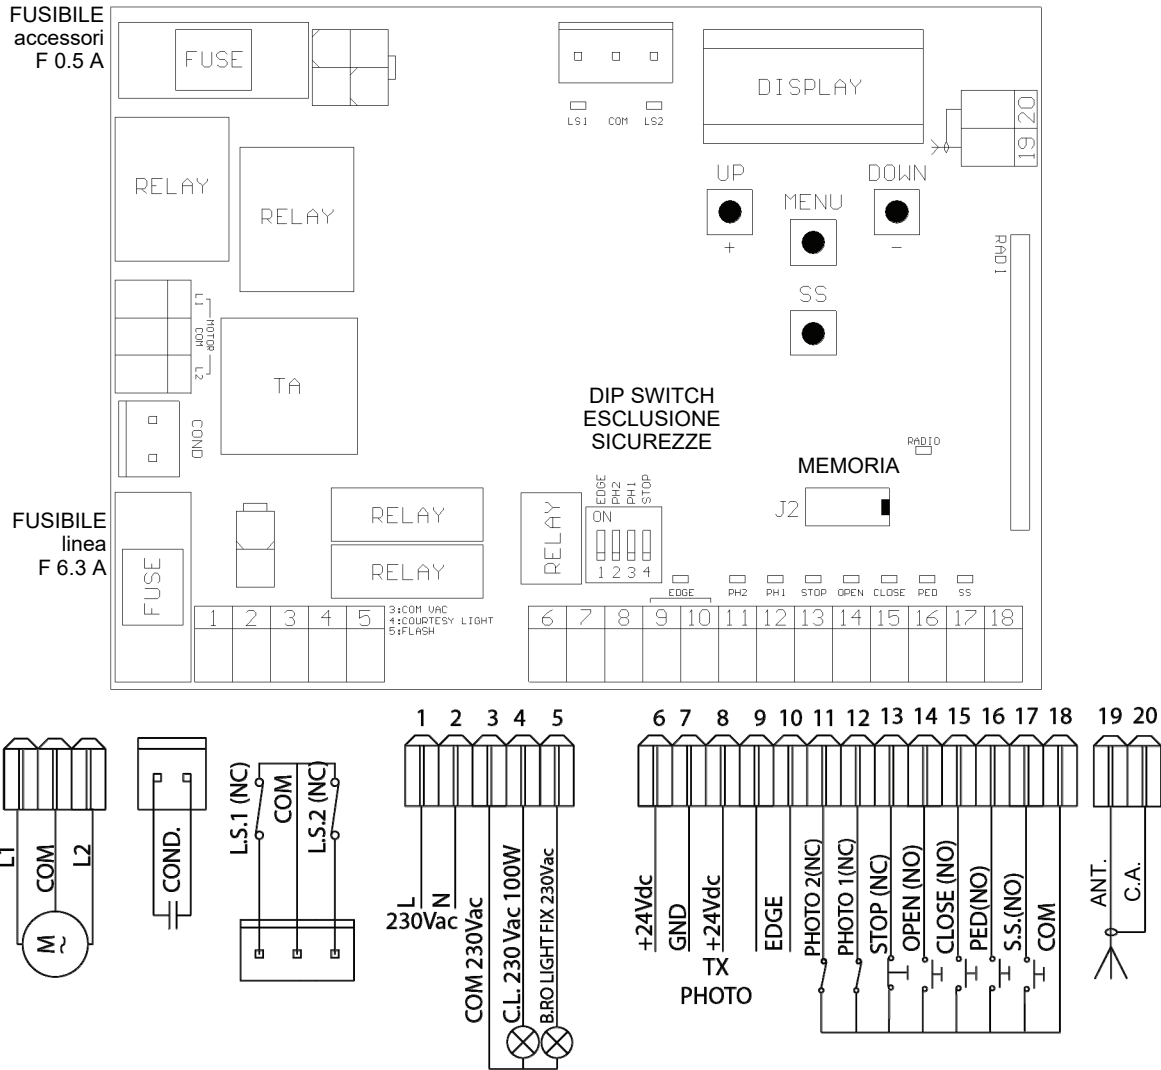 FUSIBILE
accessori
F 0.5 A
FUSE
DISPLAY
LS1 COM LS2
20
19
RELAY
RELAY
UP
+
MENU
DOWN
-
SS
RADI
L1
MOTOR
COM
L2
TA
COND
DIP SWITCH
ESCLUSIONE
SICUREZZE
RADIO
MEMORIA
J2
FUSIBILE
linea
F 6.3 A
FUSE
RELAY
RELAY
RELAY
EDGE
PH2
PH1
STOP
ON
1 2 3 4
EDGE PH2 PH1 STOP OPEN CLOSE PED SS
1 2 3 4 5
3:COM VAC
4:COURTESY LIGHT
5:FLASH
6 7 8 9 10 11 12 13 14 15 16 17 18
1 2 3 4 5
6 7 8 9 10 11 12 13 14 15 16 17 18
19 20
L1
COM
L2
M
~
COND.
L.S.1 (NC)
COM
L.S.2 (NC)
L
N
230Vac
COM 230Vac
C.L. 230 Vac 100W
B.RO LIGHT FIX 230Vac
+24Vdc
GND
+24Vdc
TX
PHOTO
EDGE
PHOTO 2(NC)
PHOTO 1(NC)
STOP (NC)
OPEN (NO)
CLOSE (NO)
PED(NO)
S.S.(NO)
COM
ANT.
C.A.